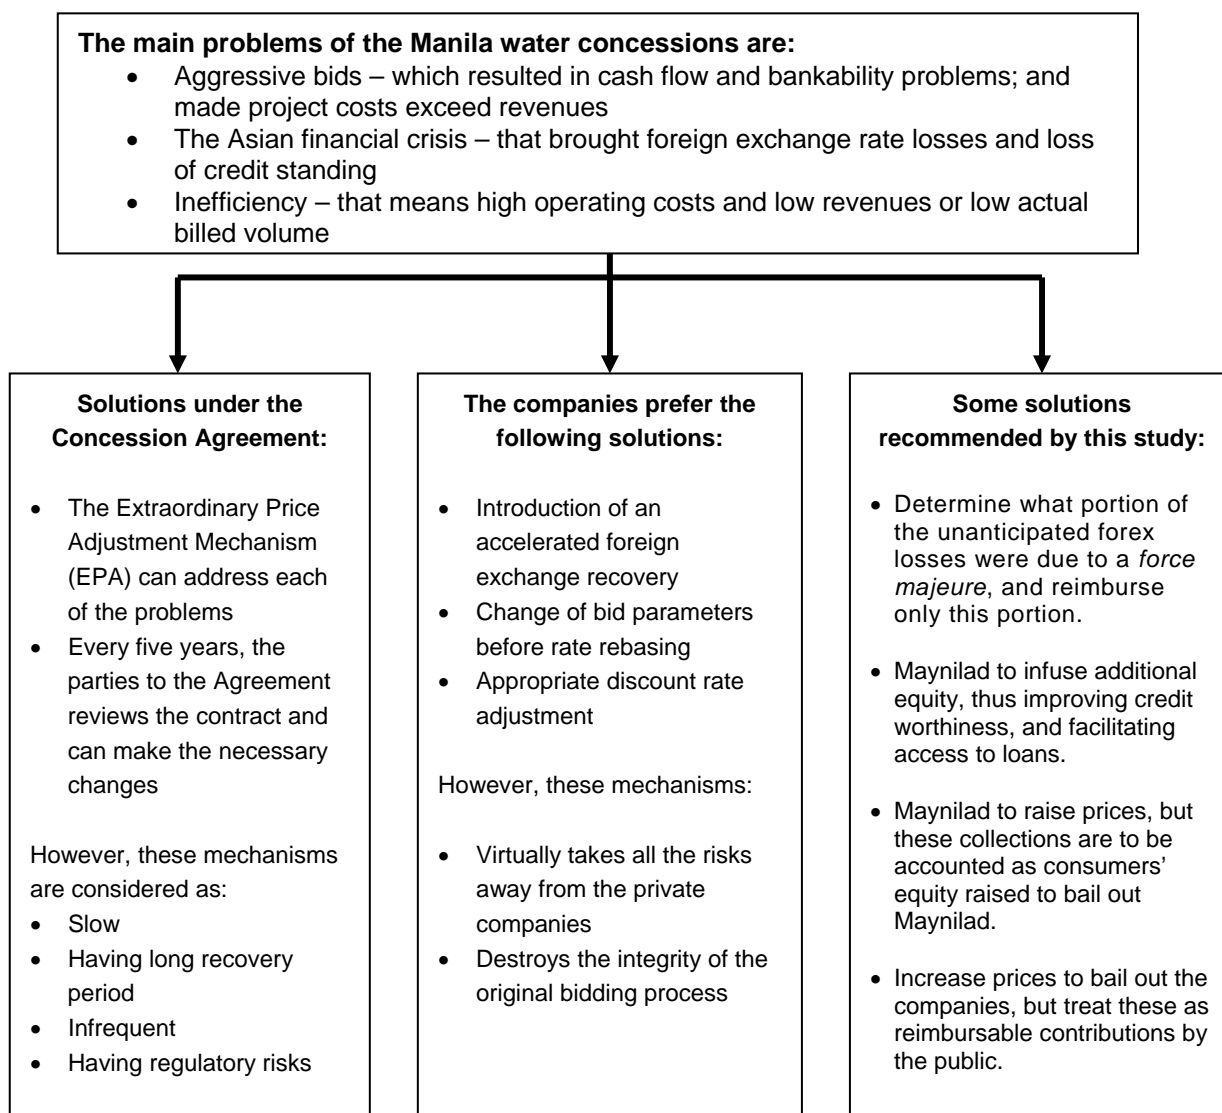 The main problems of the Manila water concessions are:
• Aggressive bids – which resulted in cash flow and bankability problems; and
made project costs exceed revenues
• The Asian financial crisis – that brought foreign exchange rate losses and loss
of credit standing
• Inefficiency – that means high operating costs and low revenues or low actual
billed volume
Solutions under the
Concession Agreement:
• The Extraordinary Price
Adjustment Mechanism
(EPA) can address each
of the problems
• Every five years, the
parties to the Agreement
reviews the contract and
can make the necessary
changes
However, these mechanisms
are considered as:
• Slow
• Having long recovery
period
• Infrequent
• Having regulatory risks
The companies prefer the
following solutions:
• Introduction of an
accelerated foreign
exchange recovery
• Change of bid parameters
before rate rebasing
• Appropriate discount rate
adjustment
However, these mechanisms:
• Virtually takes all the risks
away from the private
companies
• Destroys the integrity of the
original bidding process
Some solutions
recommended by this study:
• Determine what portion of
the unanticipated forex
losses were due to a force
majeure, and reimburse
only this portion.
• Maynilad to infuse additional
equity, thus improving credit
worthiness, and facilitating
access to loans.
• Maynilad to raise prices, but
these collections are to be
accounted as consumers'
equity raised to bail out
Maynilad.
• Increase prices to bail out the
companies, but treat these as
reimbursable contributions by
the public.